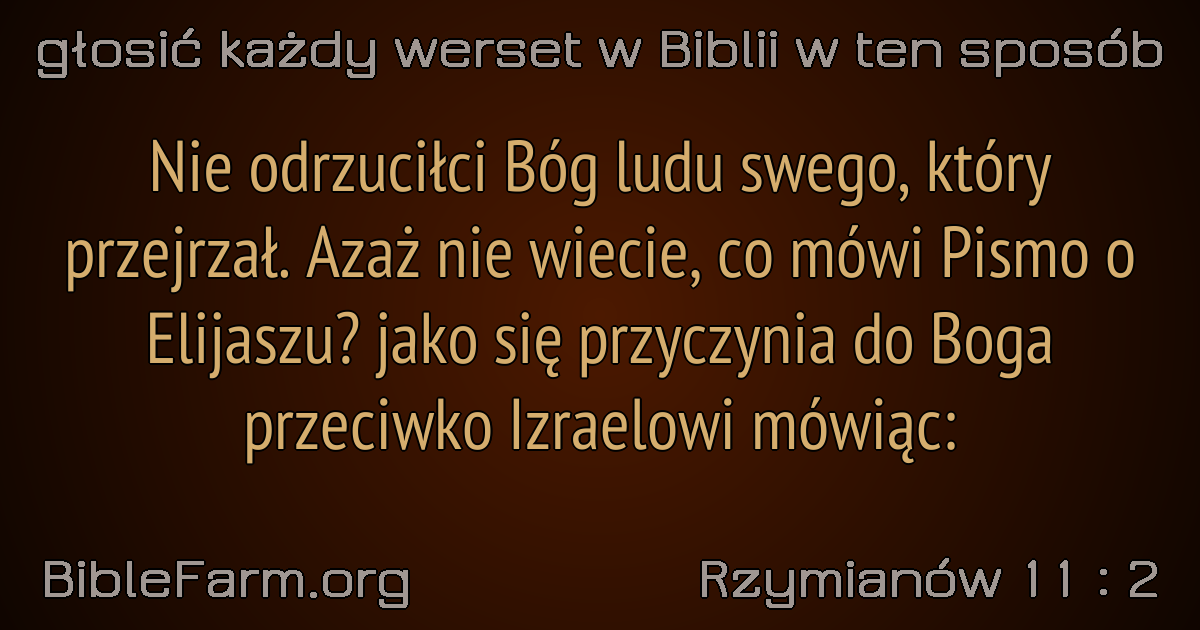 głosić każdy werset w Biblii w ten sposób
Nie odrzuciłci Bóg ludu swego, który
przejrzał. Azaż nie wiecie, co mówi Pismo o
Elijaszu? jako się przyczynia do Boga
przeciwko Izraelowi mówiąc:
BibleFarm.org
Rzymianów 11 : 2